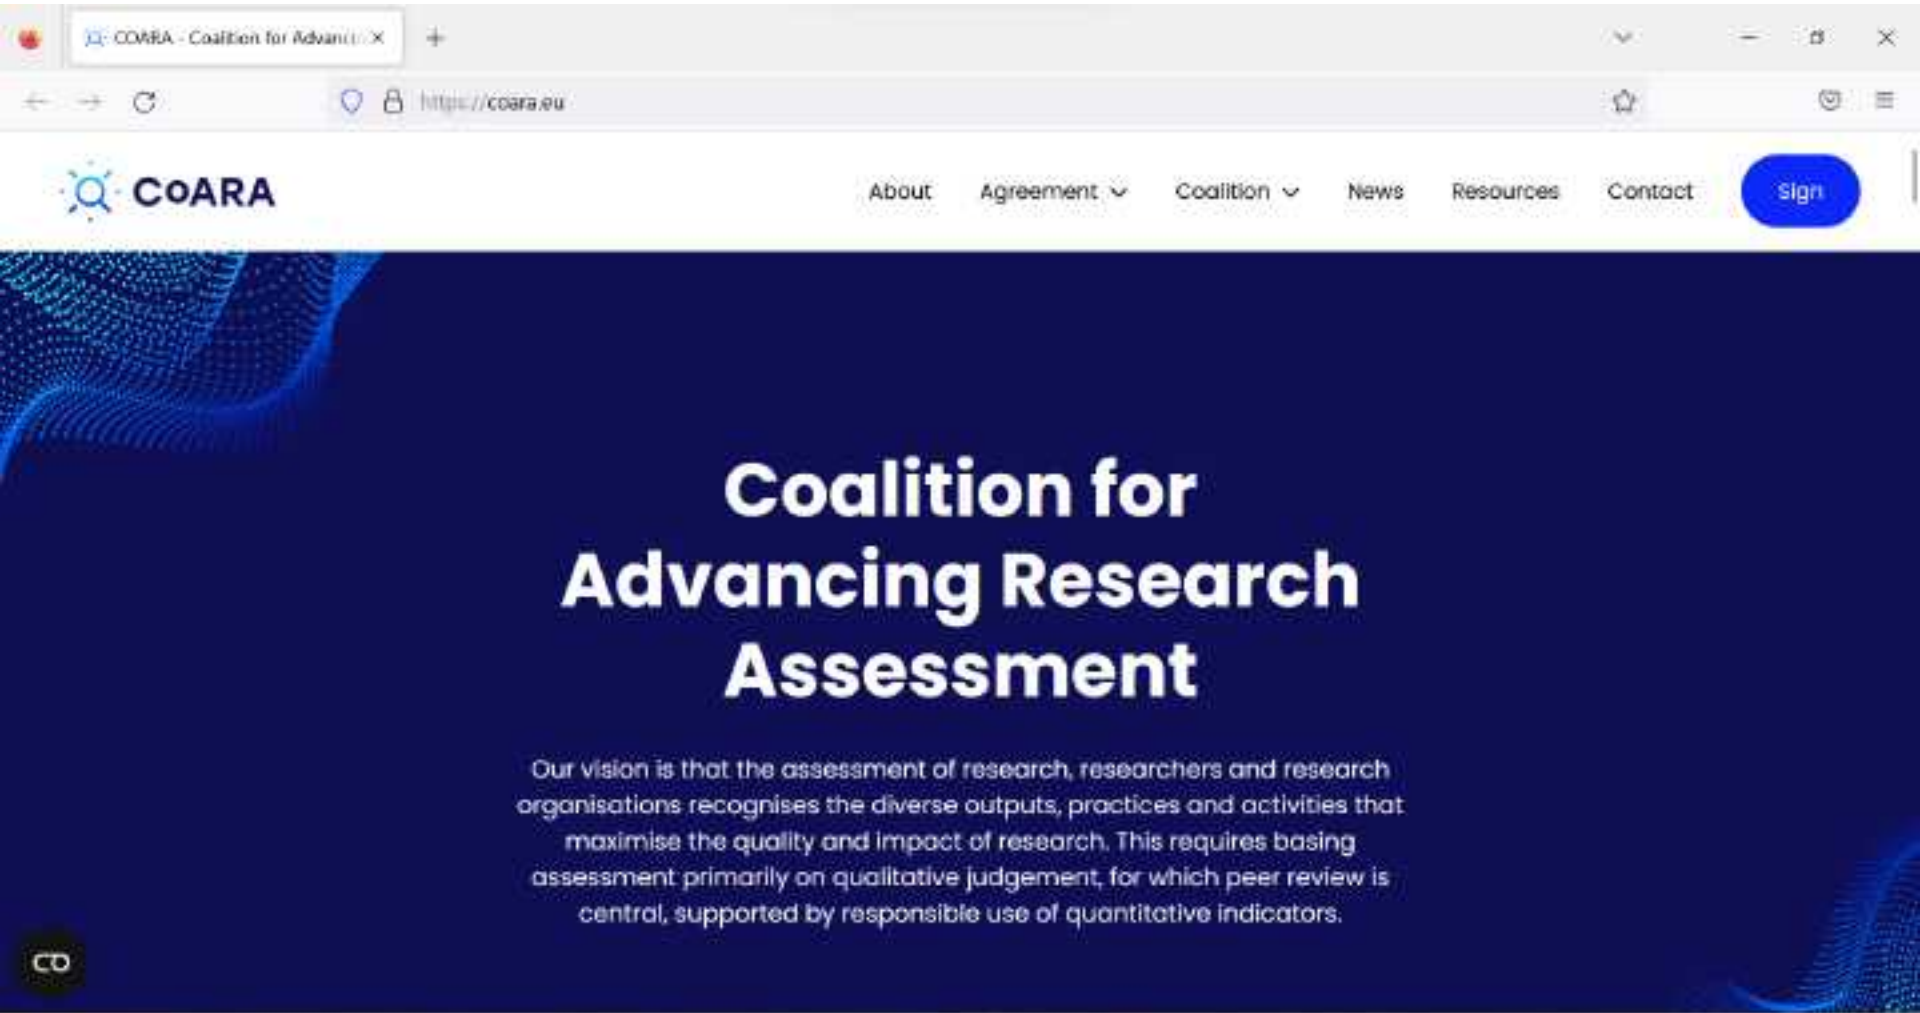 COARA - Coalition for Advanc
https://coara.eu
CoARA
About Agreement Coalition News Resources Contact Sign
Coalition for
Advancing Research
Assessment
Our vision is that the assessment of research, researchers and research
organisations recognises the diverse outputs, practices and activities that
maximise the quality and impact of research. This requires basing
assessment primarily on qualitative judgement, for which peer review is
central, supported by responsible use of quantitative indicators.